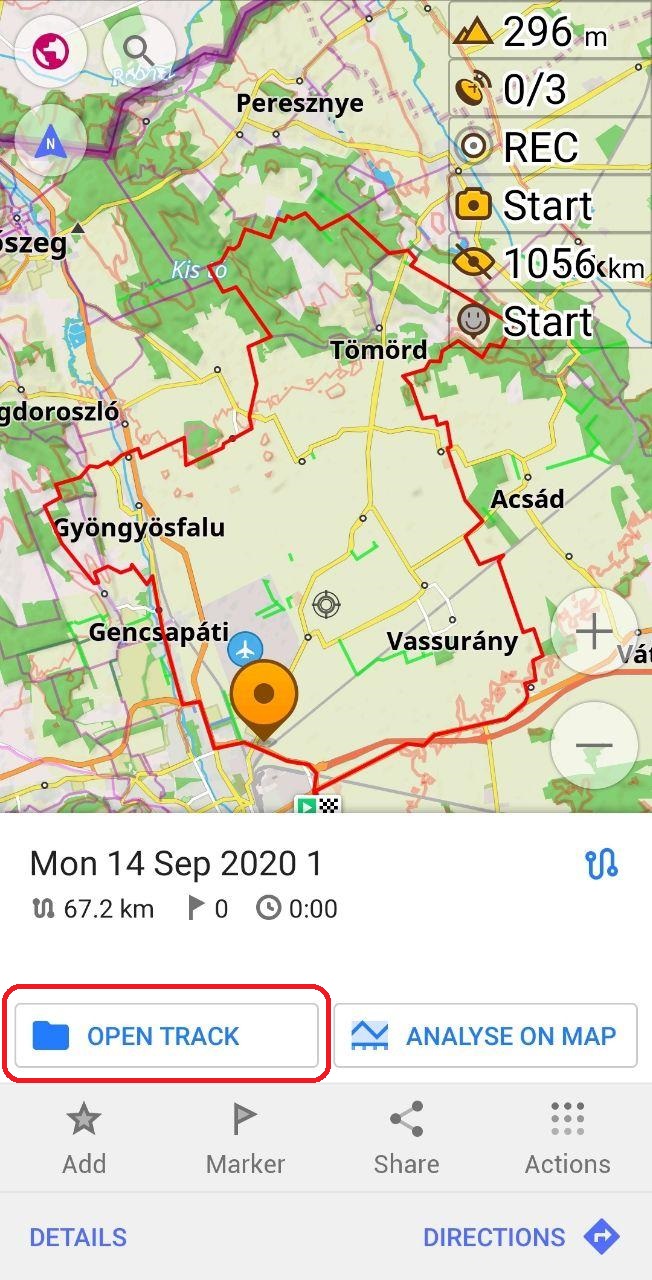 296 m
0/3
REC
Start
1056 km
Start
Peresznye
N
őszeg
Kis tó
Tömörd
gdoroszló
Acsád
Gyöngyösfalu
Gencsapáti
Vassurány
Vát
Mon 14 Sep 2020 1
67.2 km 0 0:00
OPEN TRACK ANALYSE ON MAP
Add Marker Share Actions
DETAILS DIRECTIONS